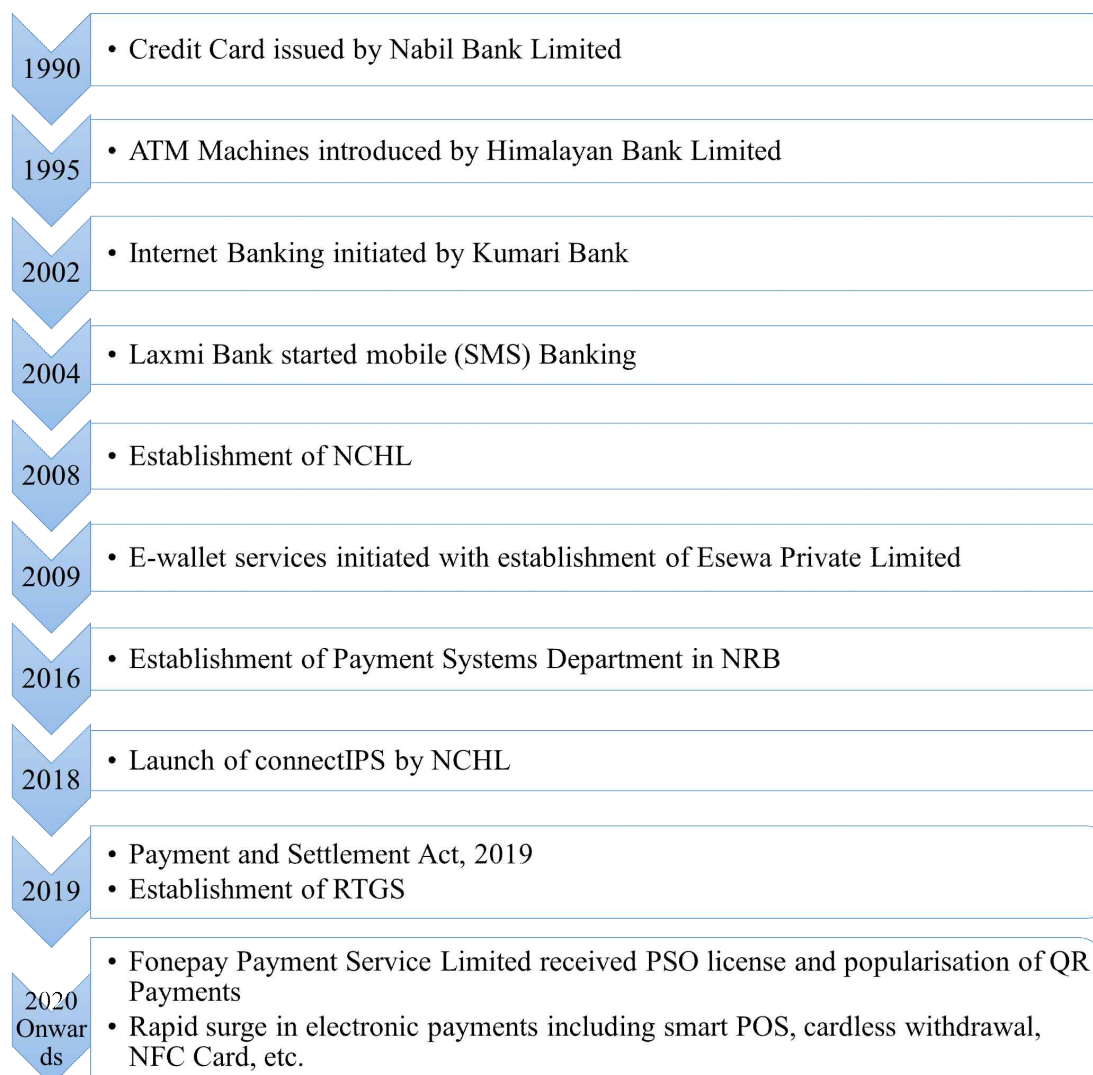 1990
• Credit Card issued by Nabil Bank Limited
1995
• ATM Machines introduced by Himalayan Bank Limited
2002
• Internet Banking initiated by Kumari Bank
2004
• Laxmi Bank started mobile (SMS) Banking
2008
• Establishment of NCHL
2009
• E-wallet services initiated with establishment of Esewa Private Limited
2016
• Establishment of Payment Systems Department in NRB
2018
• Launch of connectIPS by NCHL
2019
• Payment and Settlement Act, 2019
• Establishment of RTGS
2020
Onwar
ds
• Fonepay Payment Service Limited received PSO license and popularisation of QR
Payments
• Rapid surge in electronic payments including smart POS, cardless withdrawal,
NFC Card, etc.